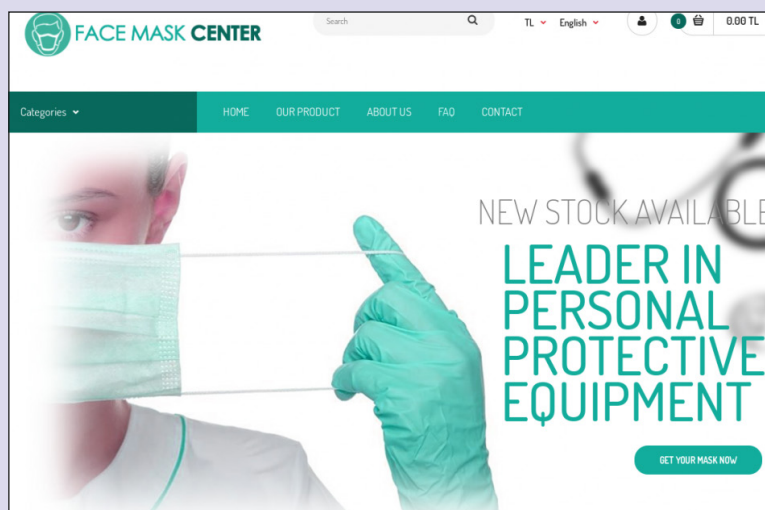 FACE MASK CENTER
Search
TL
English
0
0.00 TL
Categories
HOME
OUR PRODUCT
ABOUT US
FAQ
CONTACT
NEW STOCK AVAILABLE
LEADER IN
PERSONAL
PROTECTIVE
EQUIPMENT
GET YOUR MASK NOW